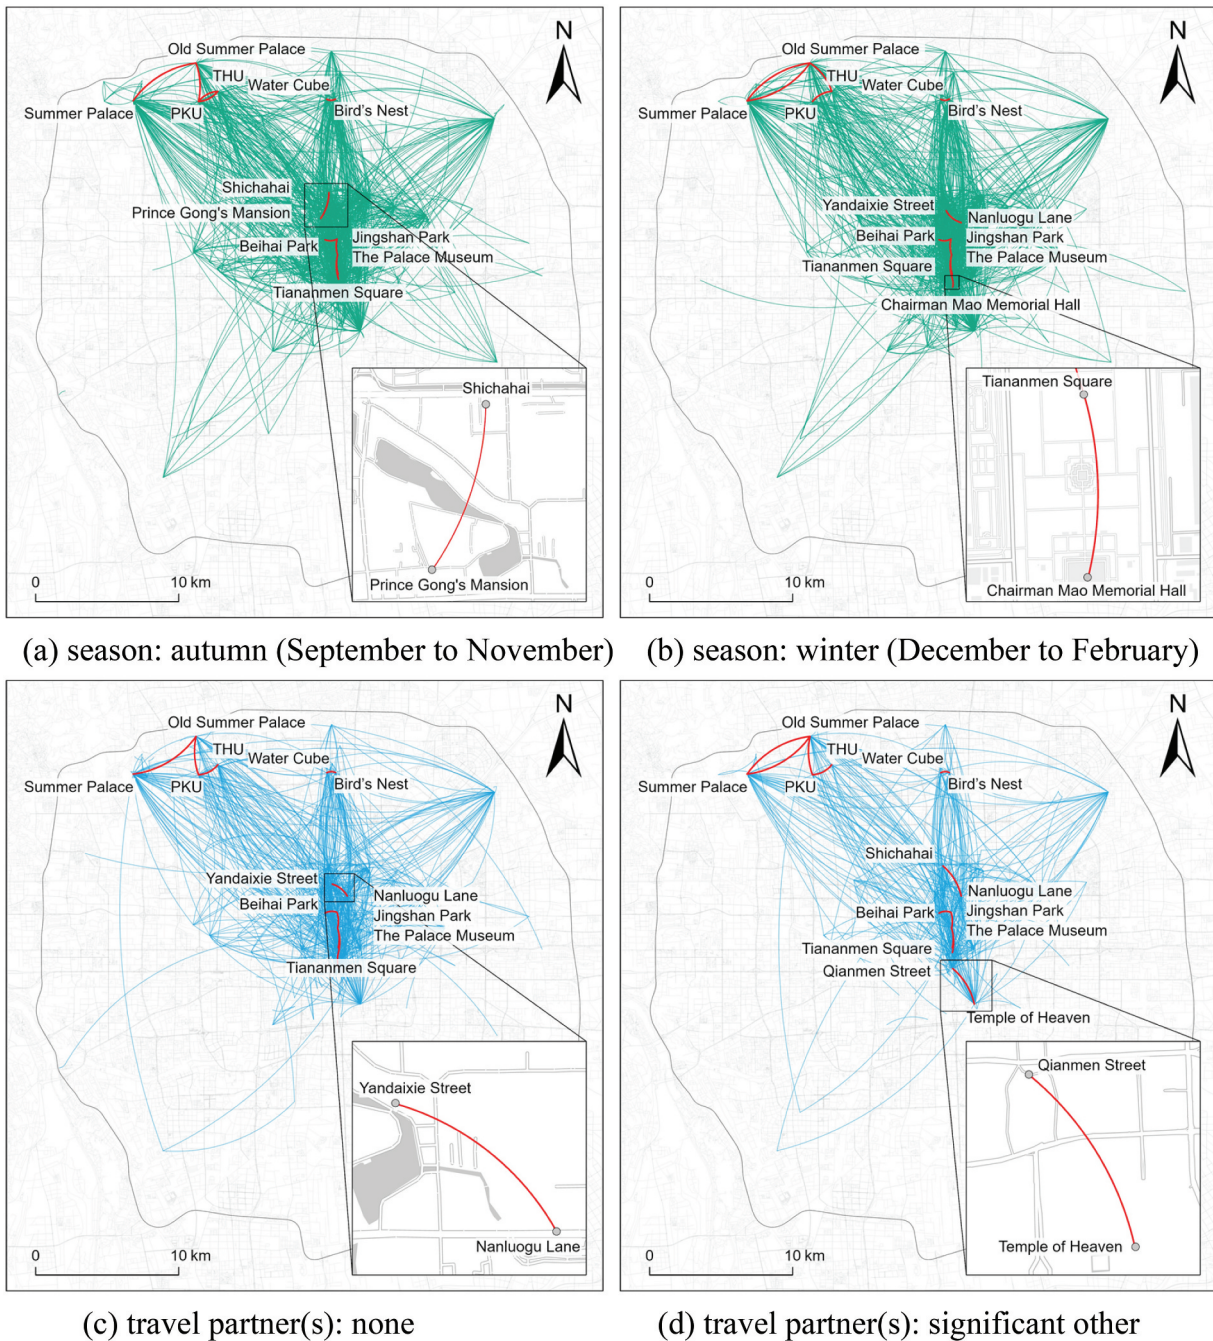 N
Old Summer Palace
THU
Water Cube
Summer Palace
PKU
Bird's Nest
Shichahai
Prince Gong's Mansion
Beihai Park
Jingshan Park
The Palace Museum
Tiananmen Square
Shichahai
Prince Gong's Mansion
0
10 km
(a) season: autumn (September to November)
N
Old Summer Palace
THU
Water Cube
Summer Palace
PKU
Bird's Nest
Yandaixie Street
Nanluogu Lane
Beihai Park
Jingshan Park
The Palace Museum
Tiananmen Square
Chairman Mao Memorial Hall
Tiananmen Square
Chairman Mao Memorial Hall
0
10 km
(b) season: winter (December to February)
N
Old Summer Palace
THU
Water Cube
Summer Palace
PKU
Bird's Nest
Yandaixie Street
Nanluogu Lane
Beihai Park
Jingshan Park
The Palace Museum
Tiananmen Square
Yandaixie Street
Nanluogu Lane
0
10 km
(c) travel partner(s): none
N
Old Summer Palace
THU
Water Cube
Summer Palace
PKU
Bird's Nest
Shichahai
Nanluogu Lane
Beihai Park
Jingshan Park
The Palace Museum
Tiananmen Square
Qianmen Street
Temple of Heaven
Qianmen Street
Temple of Heaven
0
10 km
(d) travel partner(s): significant other